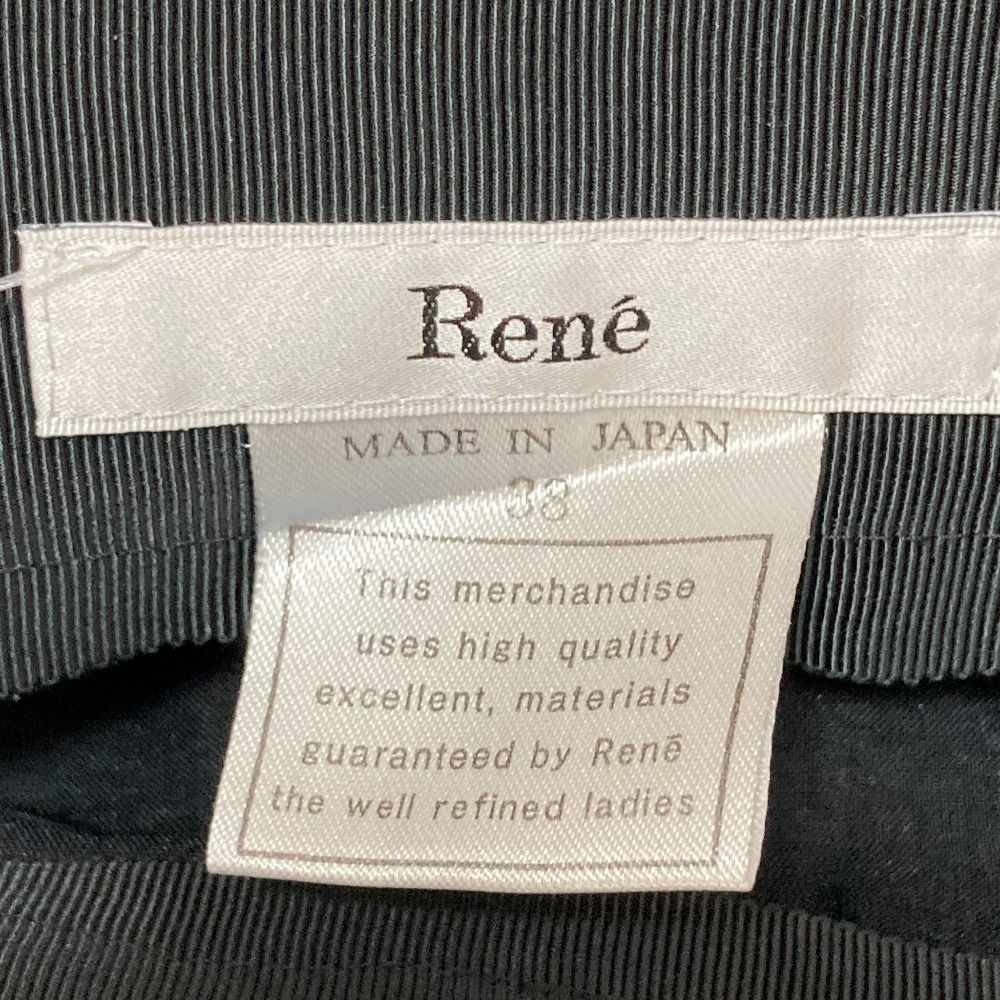 René
MADE IN JAPAN
38
This merchandise
uses high quality
excellent, materials
guaranteed by René
the well refined ladies